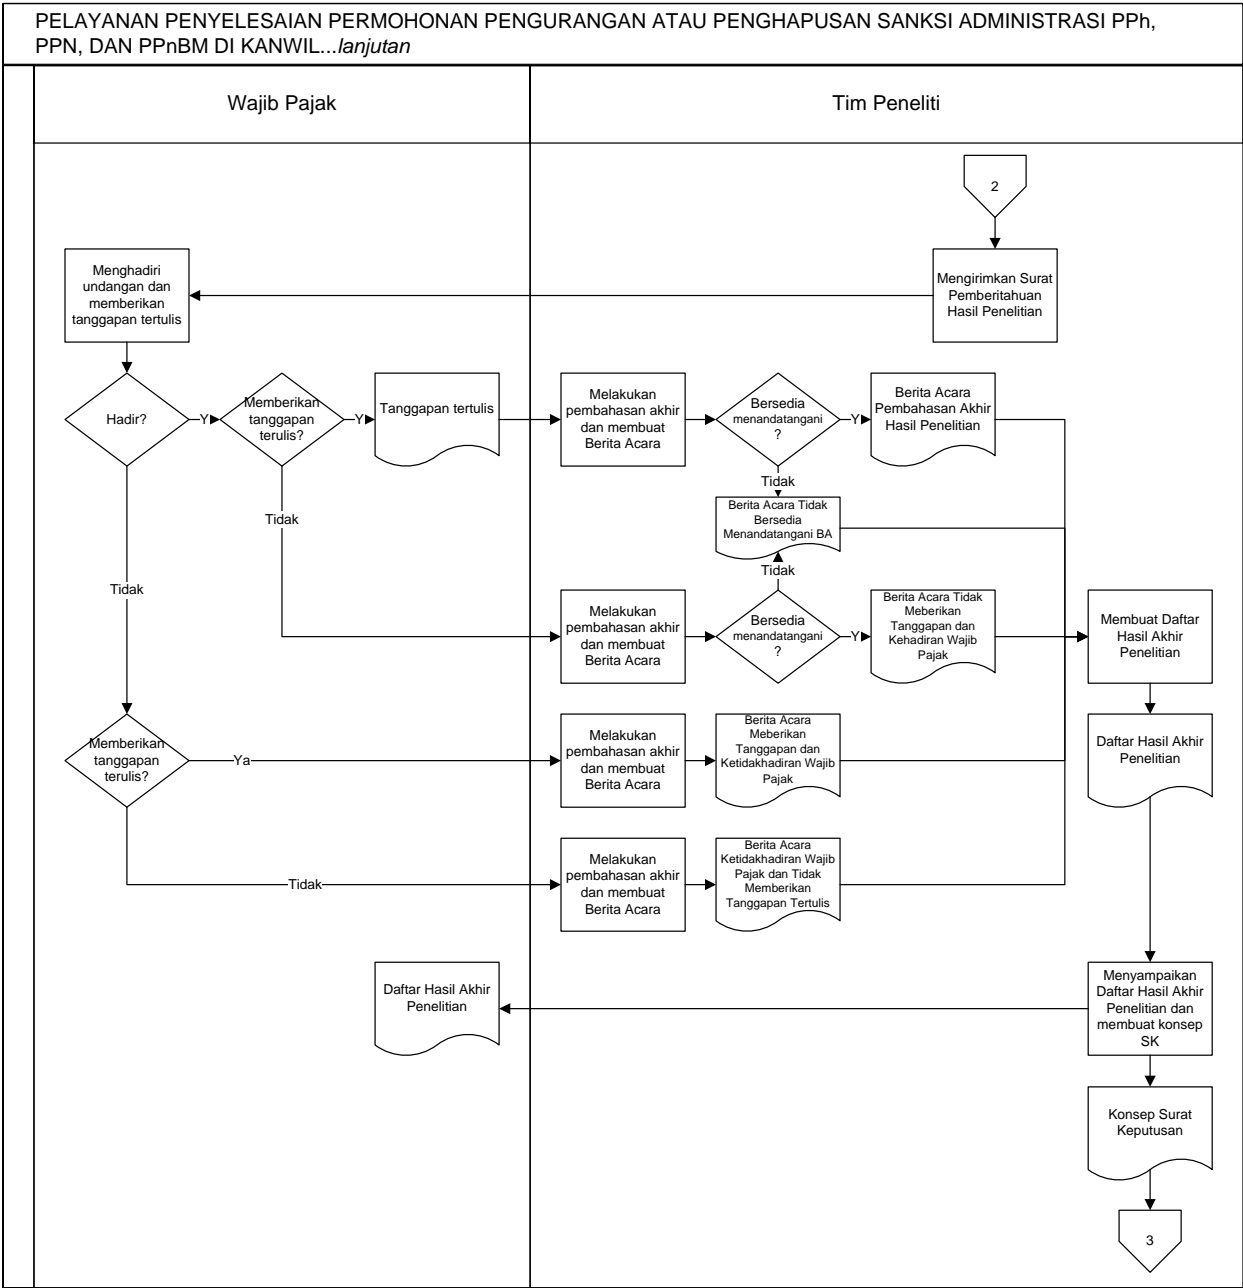 PELAYANAN PENYELESAIAN PERMOHONAN PENGURANGAN ATAU PENGHAPUSAN SANKSI ADMINISTRASI PPh,
PPN, DAN PPnBM DI KANWIL...lanjutan
Wajib Pajak
Tim Peneliti
2
Menghadiri
undangan dan
memberikan
tanggapan tertulis
Mengirimkan Surat
Pemberitahuan
Hasil Penelitian
Hadir?
Y
Memberikan
tanggapan
terulis?
Y
Tanggapan tertulis
Melakukan
pembahasan akhir
dan membuat
Berita Acara
Bersedia
menandatangani
?
Y
Berita Acara
Pembahasan Akhir
Hasil Penelitian
Tidak
Berita Acara Tidak
Bersedia
Menandatangani BA
Tidak
Tidak
Tidak
Melakukan
pembahasan akhir
dan membuat
Berita Acara
Bersedia
menandatangani
?
Y
Berita Acara Tidak
Meberikan
Tanggapan dan
Kehadiran Wajib
Pajak
Membuat Daftar
Hasil Akhir
Penelitian
Memberikan
tanggapan
terulis?
Ya
Melakukan
pembahasan akhir
dan membuat
Berita Acara
Berita Acara
Meberikan
Tanggapan dan
Ketidakhadiran Wajib
Pajak
Daftar Hasil Akhir
Penelitian
Tidak
Melakukan
pembahasan akhir
dan membuat
Berita Acara
Berita Acara
Ketidakhadiran Wajib
Pajak dan Tidak
Memberikan
Tanggapan Tertulis
Daftar Hasil Akhir
Penelitian
Menyampaikan
Daftar Hasil Akhir
Penelitian dan
membuat konsep
SK
Konsep Surat
Keputusan
3